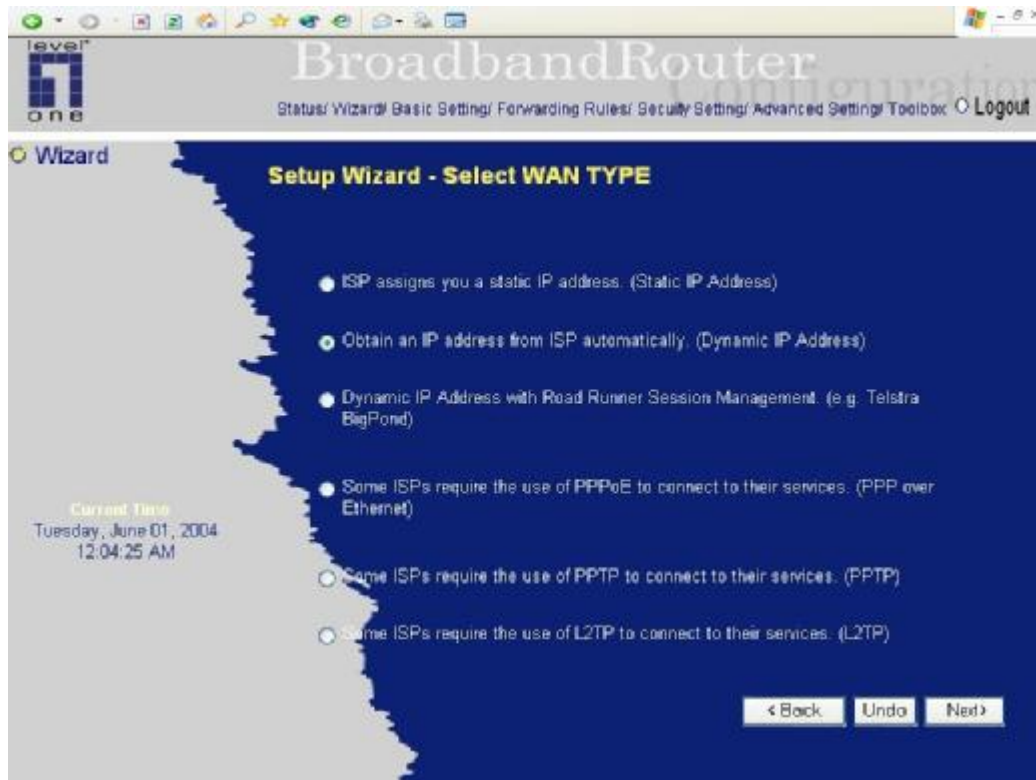 level
one
BroadbandRouter
Configuration
Status/ Wizard/ Basic Setting/ Forwarding Rules/ Security Setting/ Advanced Setting/ Toolbox Logout
Wizard
Setup Wizard - Select WAN TYPE
ISP assigns you a static IP address. (Static IP Address)
Obtain an IP address from ISP automatically. (Dynamic IP Address)
Dynamic IP Address with Road Runner Session Management. (e.g. Telstra
BigPond)
Some ISPs require the use of PPPoE to connect to their services. (PPP over
Ethernet)
Some ISPs require the use of PPTP to connect to their services. (PPTP)
Some ISPs require the use of L2TP to connect to their services. (L2TP)
Current Time
Tuesday, June 01, 2004
12:04:25 AM
< Back Undo Next >